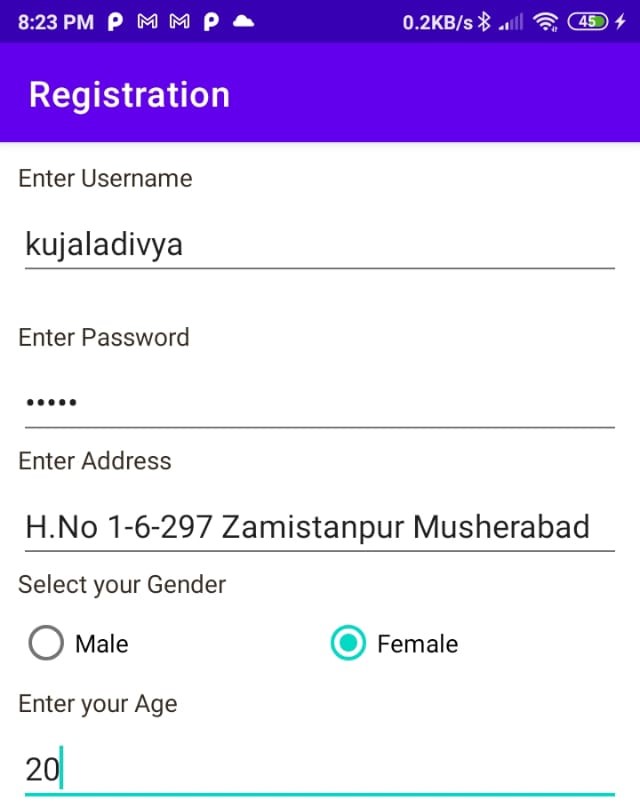 8:23 PM P M M P 0.2KB/s 45
Registration
Enter Username
kujaladivya
Enter Password
•••••
Enter Address
H.No 1-6-297 Zamistanpur Musherabad
Select your Gender
Male Female
Enter your Age
20